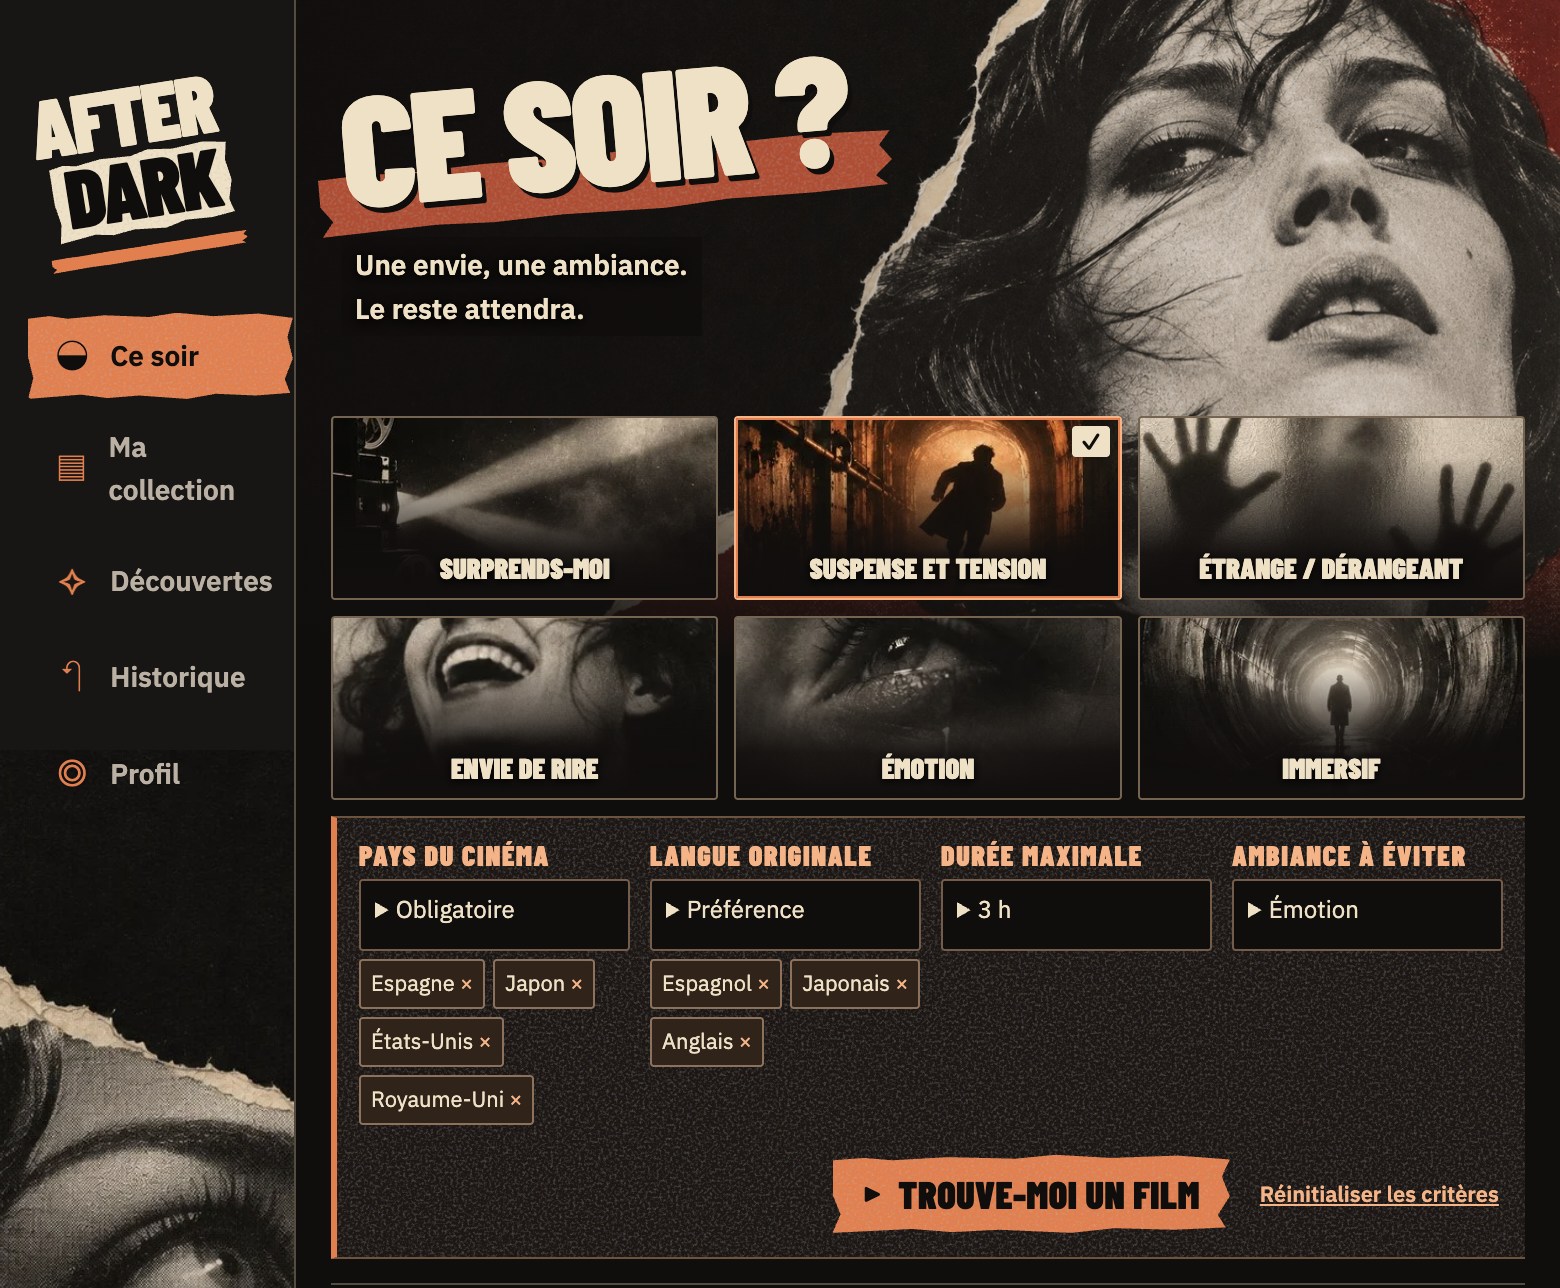 AFTER
DARK
Ce soir
Ma
collection
Découvertes
Historique
Profil
CE SOIR ?
Une envie, une ambiance.
Le reste attendra.
SURPRENDS-MOI
SUSPENSE ET TENSION
ÉTRANGE / DÉRANGEANT
ENVIE DE RIRE
ÉMOTION
IMMERSIF
PAYS DU CINÉMA
Obligatoire
Espagne ×
Japon ×
États-Unis ×
Royaume-Uni ×
LANGUE ORIGINALE
Préférence
Espagnol ×
Japonais ×
Anglais ×
DURÉE MAXIMALE
3 h
AMBIANCE À ÉVITER
Émotion
TROUVE-MOI UN FILM
Réinitialiser les critères